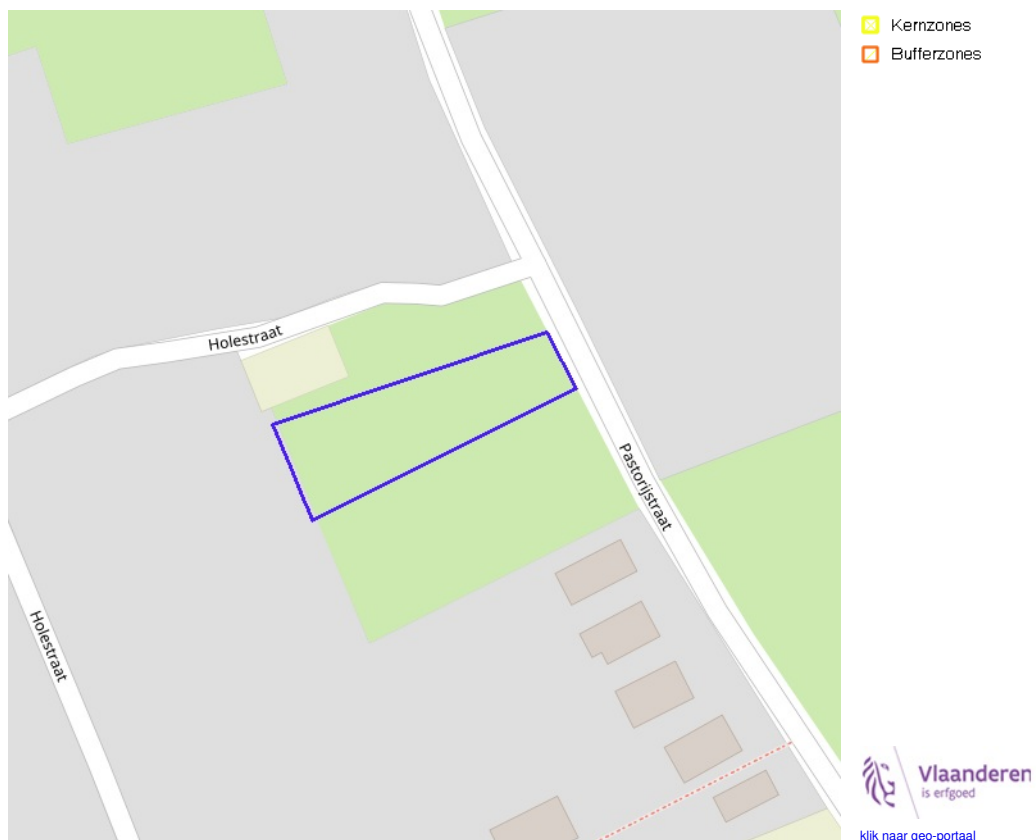 Kernzones
Bufferzones
Holestraat
Pastorijstraat
Holestraat
Vlaanderen
is erfgoed
klik naar geo-portaal